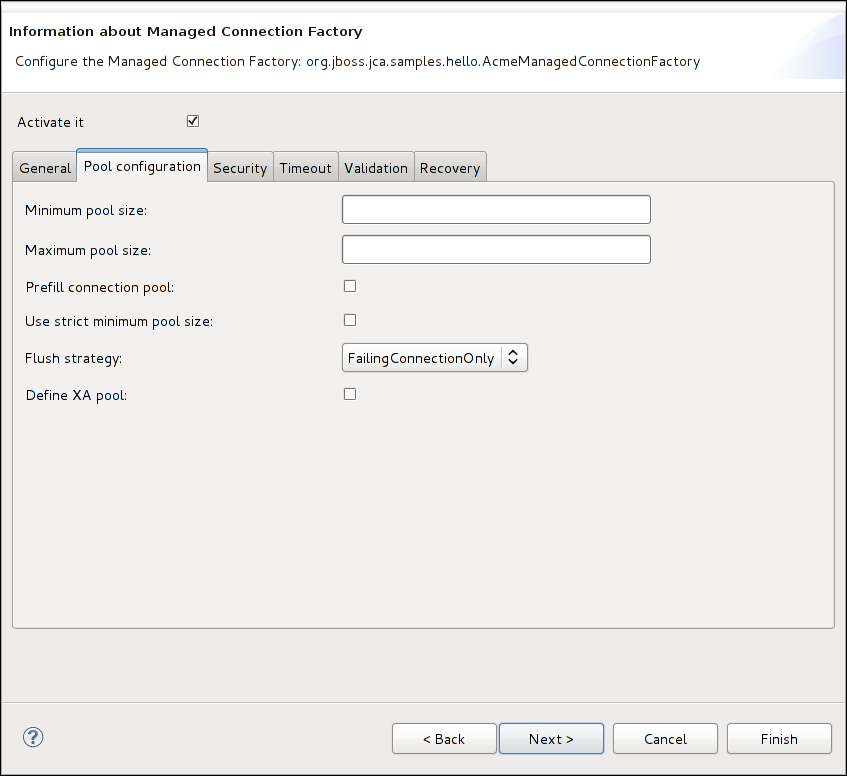 Information about Managed Connection Factory
Configure the Managed Connection Factory: org.jboss.jca.samples.hello.AcmeManagedConnectionFactory
Activate it
General Pool configuration Security Timeout Validation Recovery
Minimum pool size:
Maximum pool size:
Prefill connection pool:
Use strict minimum pool size:
Flush strategy: FailingConnectionOnly
Define XA pool:
? < Back Next > Cancel Finish